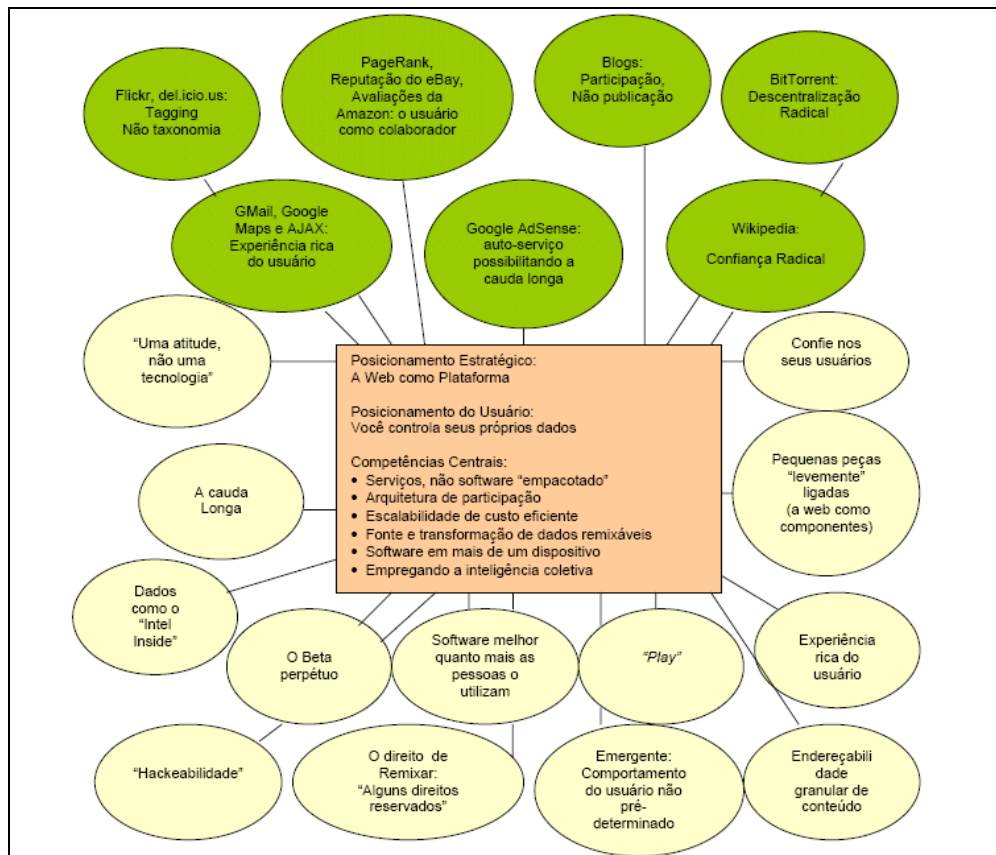 Flickr, del.icio.us:
Tagging
Não taxonomia
PageRank,
Reputação do eBay,
Avaliações da
Amazon: o usuário
como colaborador
Blogs:
Participação,
Não publicação
BitTorrent:
Descentralização
Radical
GMail, Google
Maps e AJAX:
Experiência rica
do usuário
Google AdSense:
auto-serviço
possibilitando a
cauda longa
Wikipedia:
Confiança Radical
"Uma atitude,
não uma
tecnologia"
Posicionamento Estratégico:
A Web como Plataforma
Posicionamento do Usuário:
Você controla seus próprios dados
Competências Centrais:
• Serviços, não software "empacotado"
• Arquitetura de participação
• Escalabilidade de custo eficiente
• Fonte e transformação de dados remixáveis
• Software em mais de um dispositivo
• Empregando a inteligência coletiva
Confie nos
seus usuários
A cauda
Longa
Pequenas peças
"levemente"
ligadas
(a web como
componentes)
Dados
como o
"Intel
Inside"
O Beta
perpétuo
Software melhor
quanto mais as
pessoas o
utilizam
"Play"
Experiência
rica do
usuário
"Hackeabilidade"
O direito de
Remixar:
"Alguns direitos
reservados"
Emergente:
Comportamento
do usuário não
pré-
determinado
Endereçabili
dade
granular de
conteúdo